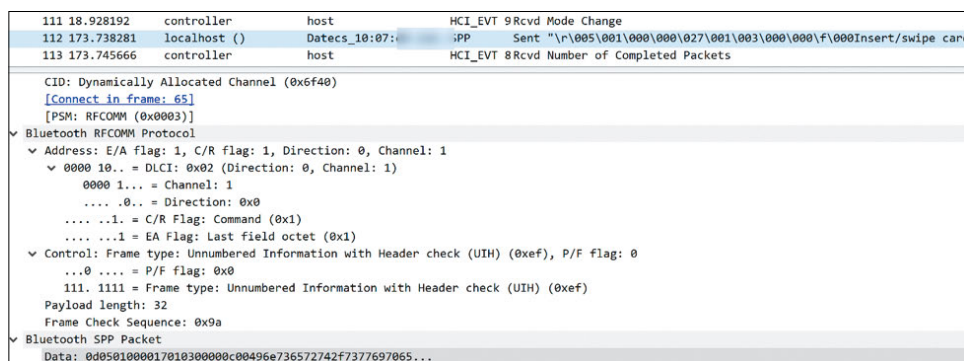 111 18.928192 controller host HCI_EVT 9 Rcvd Mode Change
112 173.738281 localhost () Datecs_10:07: SPP Sent "\r\005\001\000\000\027\001\003\000\000\f\000Insert/swipe car
113 173.745666 controller host HCI_EVT 8 Rcvd Number of Completed Packets
CID: Dynamically Allocated Channel (0x6f40)
[Connect in frame: 65]
[PSM: RFCOMM (0x0003)]
Bluetooth RFCOMM Protocol
Address: E/A flag: 1, C/R flag: 1, Direction: 0, Channel: 1
0000 10.. = DLCI: 0x02 (Direction: 0, Channel: 1)
0000 1... = Channel: 1
.... .0.. = Direction: 0x0
.... ..1. = C/R Flag: Command (0x1)
.... ...1 = EA Flag: Last field octet (0x1)
Control: Frame type: Unnumbered Information with Header check (UIH) (0xef), P/F flag: 0
...0 .... = P/F flag: 0x0
111. 1111 = Frame type: Unnumbered Information with Header check (UIH) (0xef)
Payload length: 32
Frame Check Sequence: 0x9a
Bluetooth SPP Packet
Data: 0d0501000017010300000c00496e736572742f7377697065...